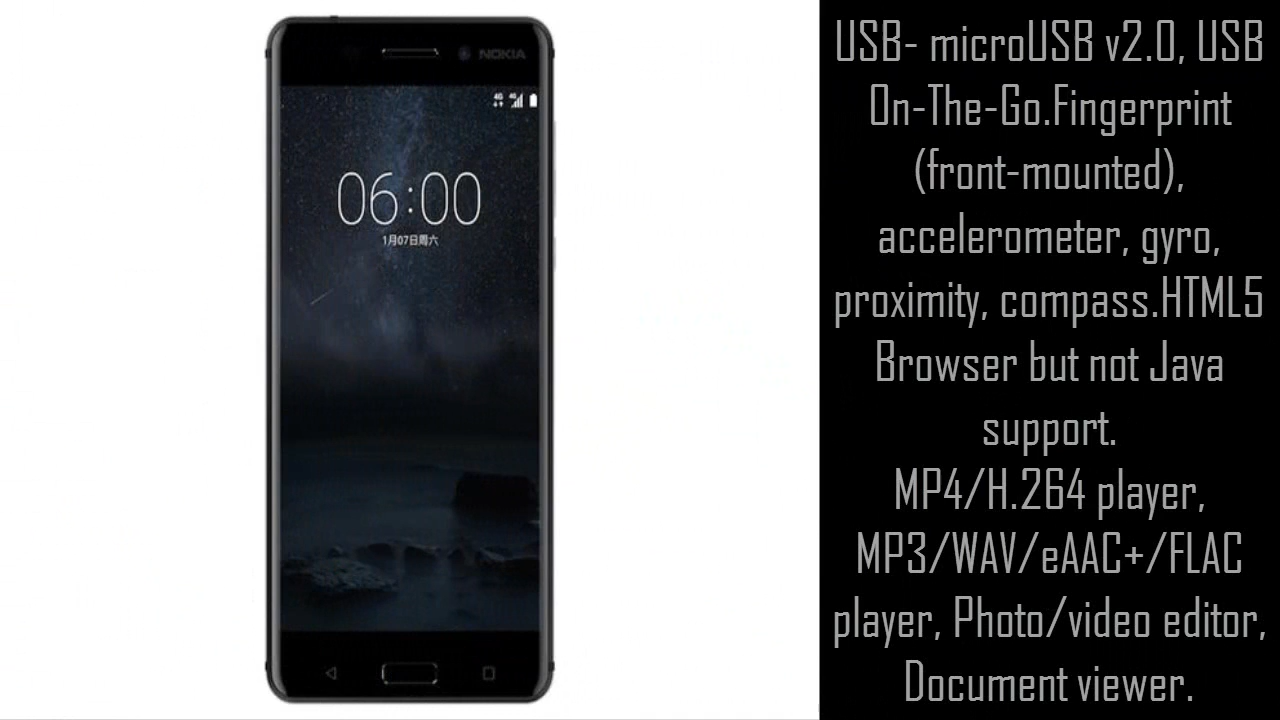 NOKIA
4G 4G
06:00
1月07日周六
USB- microUSB v2.0, USB
On-The-Go.Fingerprint
(front-mounted),
accelerometer, gyro,
proximity, compass.HTML5
Browser but not Java
support.
MP4/H.264 player,
MP3/WAV/eAAC+/FLAC
player, Photo/video editor,
Document viewer.